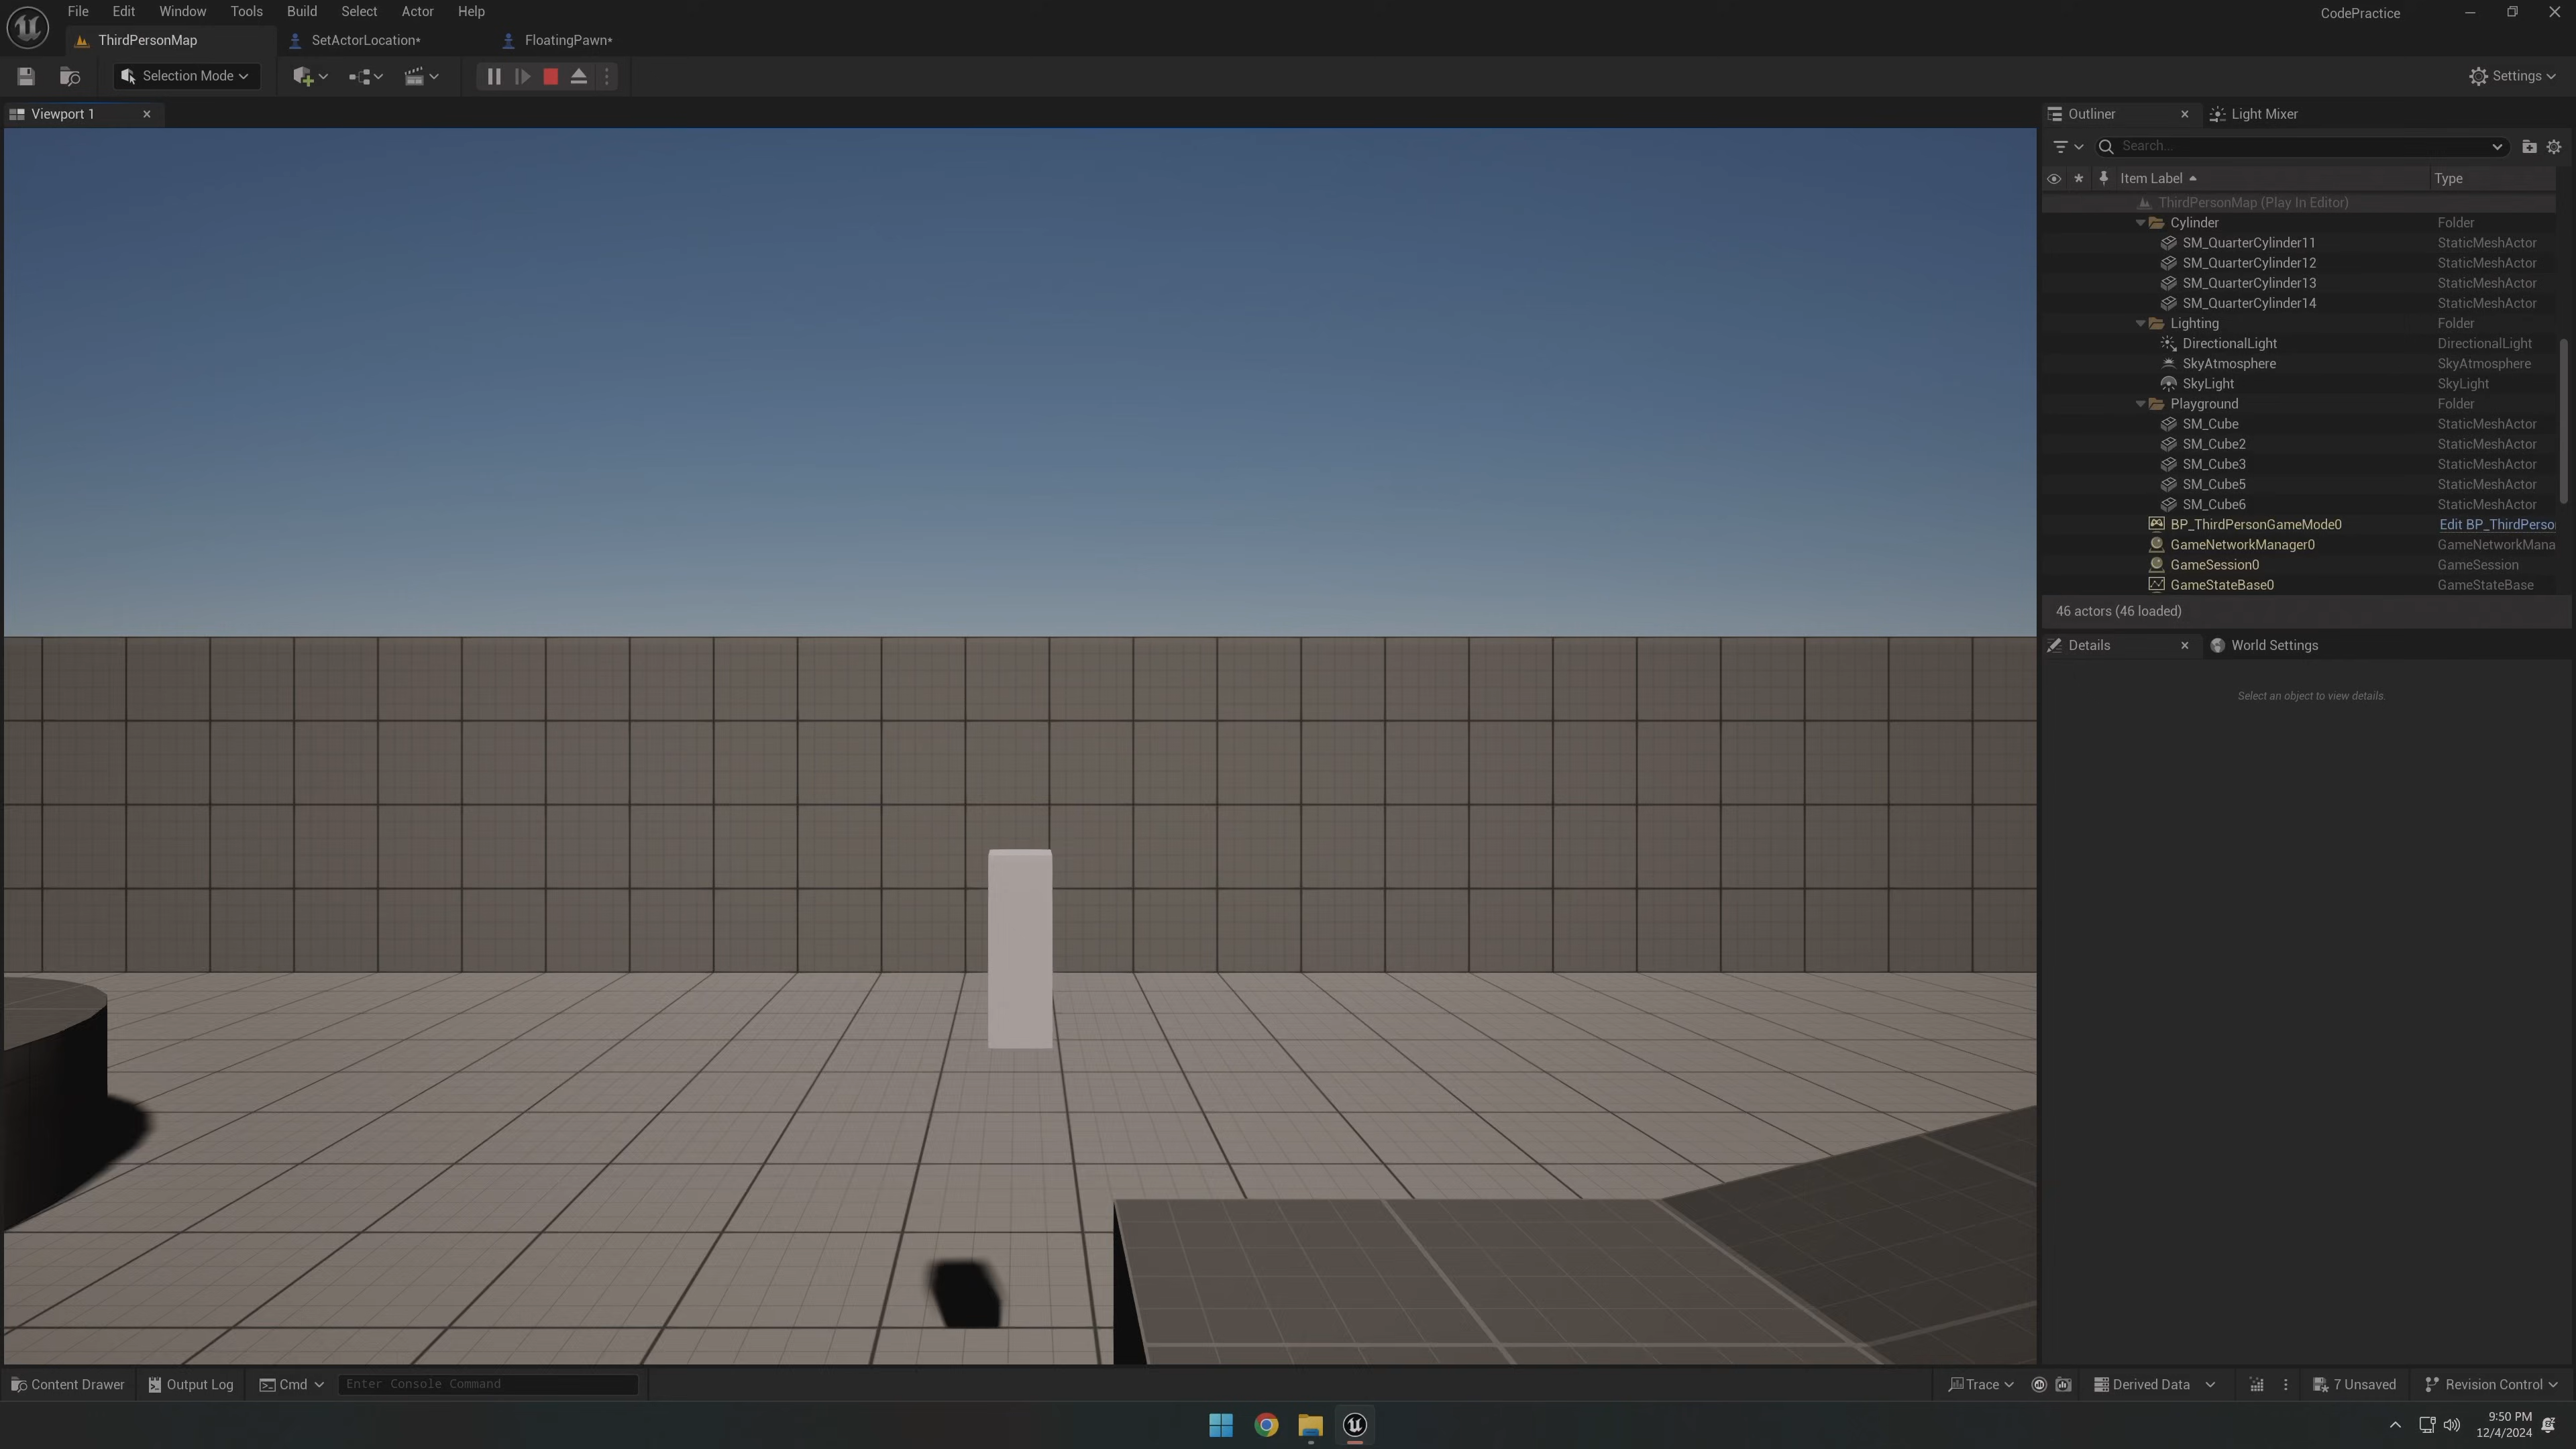 File Edit Window Tools Build Select Actor Help
CodePractice
ThirdPersonMap
SetActorLocation*
FloatingPawn*
Selection Mode
Settings
Viewport 1
Outliner
Light Mixer
Search...
Item Label
Type
ThirdPersonMap (Play In Editor)
Cylinder Folder
SM_QuarterCylinder11 StaticMeshActor
SM_QuarterCylinder12 StaticMeshActor
SM_QuarterCylinder13 StaticMeshActor
SM_QuarterCylinder14 StaticMeshActor
Lighting Folder
DirectionalLight DirectionalLight
SkyAtmosphere SkyAtmosphere
SkyLight SkyLight
Playground Folder
SM_Cube StaticMeshActor
SM_Cube2 StaticMeshActor
SM_Cube3 StaticMeshActor
SM_Cube5 StaticMeshActor
SM_Cube6 StaticMeshActor
BP_ThirdPersonGameMode0 Edit BP_ThirdPerso
GameNetworkManager0 GameNetworkMana
GameSession0 GameSession
GameStateBase0 GameStateBase
46 actors (46 loaded)
Details
World Settings
Select an object to view details.
Content Drawer
Output Log
Cmd
Enter Console Command
Trace
Derived Data
7 Unsaved
Revision Control
9:50 PM
12/4/2024